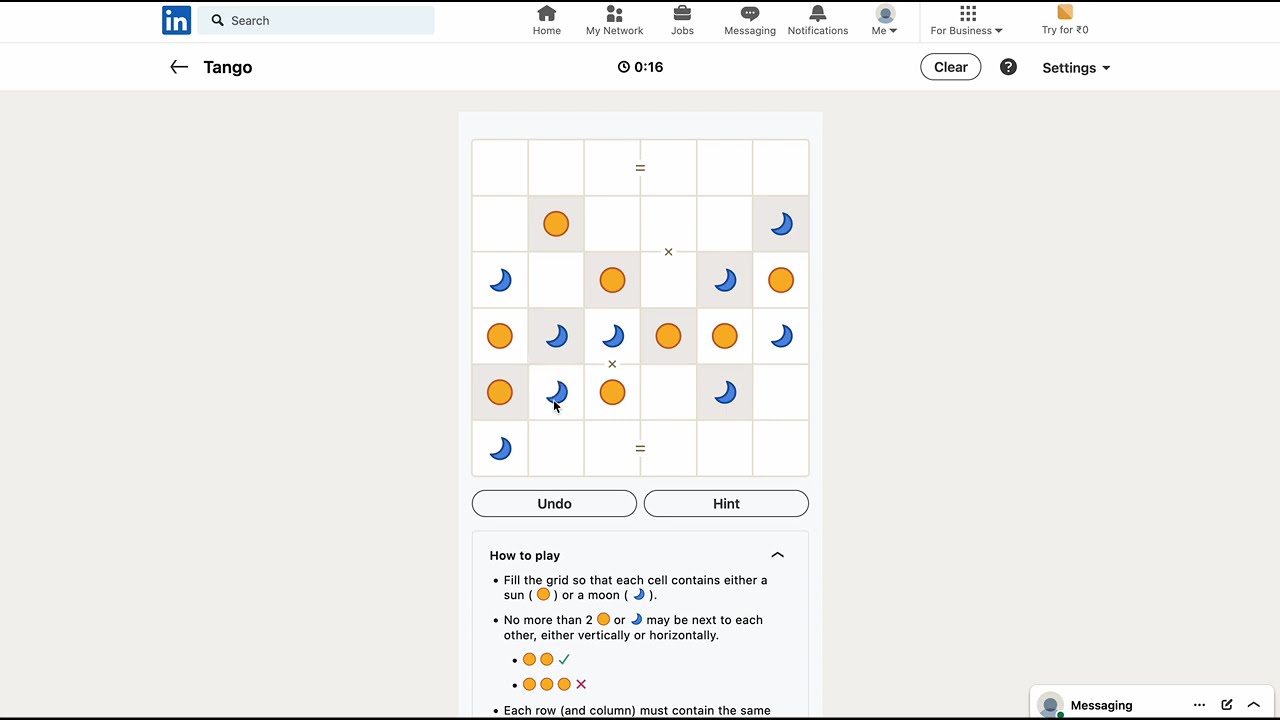 in Search
Home
My Network
Jobs
Messaging
Notifications
Me
For Business
Try for ₹0
Tango
0:16
Clear
?
Settings
=
×
×
=
Undo
Hint
How to play
• Fill the grid so that each cell contains either a
sun ( ) or a moon ( ).
• No more than 2 or may be next to each
other, either vertically or horizontally.
• Each row (and column) must contain the same
Messaging